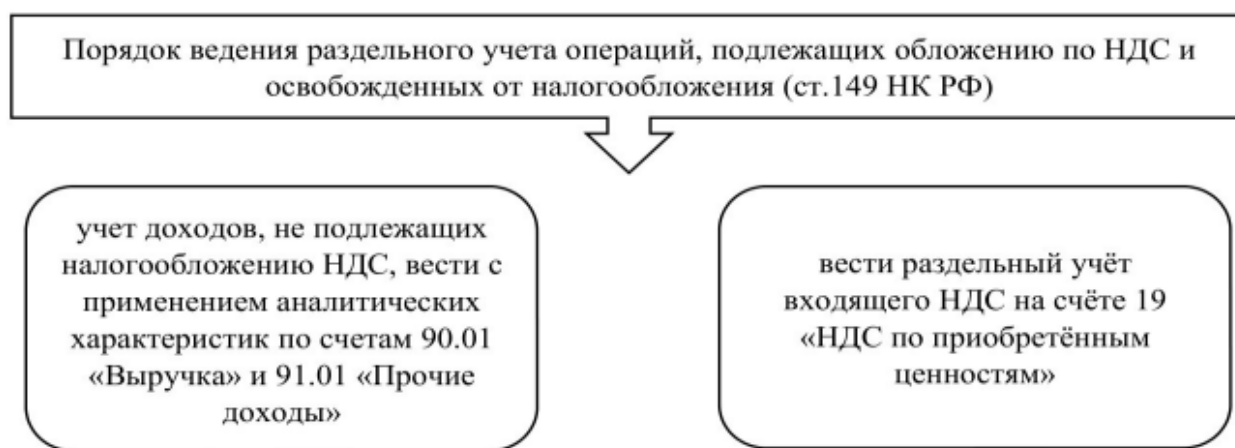 Порядок ведения раздельного учета операций, подлежащих обложению по НДС и
освобожденных от налогообложения (ст.149 НК РФ)
учет доходов, не подлежащих
налогообложению НДС, вести с
применением аналитических
характеристик по счетам 90.01
«Выручка» и 91.01 «Прочие
доходы»
вести раздельный учёт
входящего НДС на счёте 19
«НДС по приобретённым
ценностям»